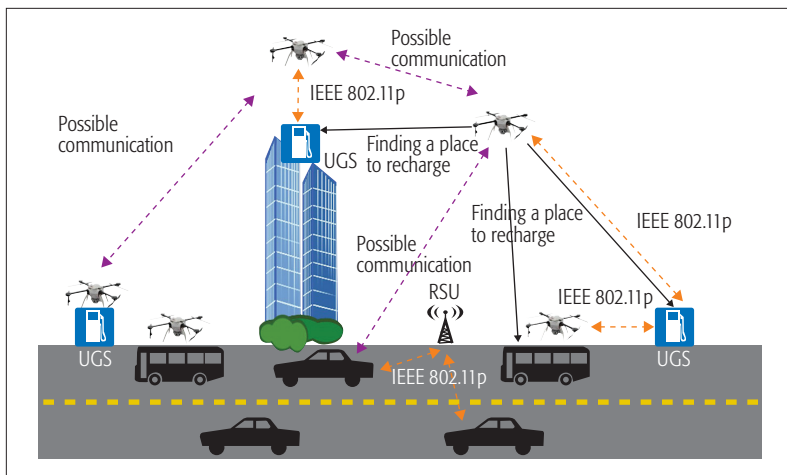 Possible
communication
IEEE 802.11p
Possible
communication
Finding a place
to recharge
UGS
Finding a place
to recharge
IEEE 802.11p
Possible
communication
RSU
IEEE 802.11p
UGS
UGS
IEEE 802.11p